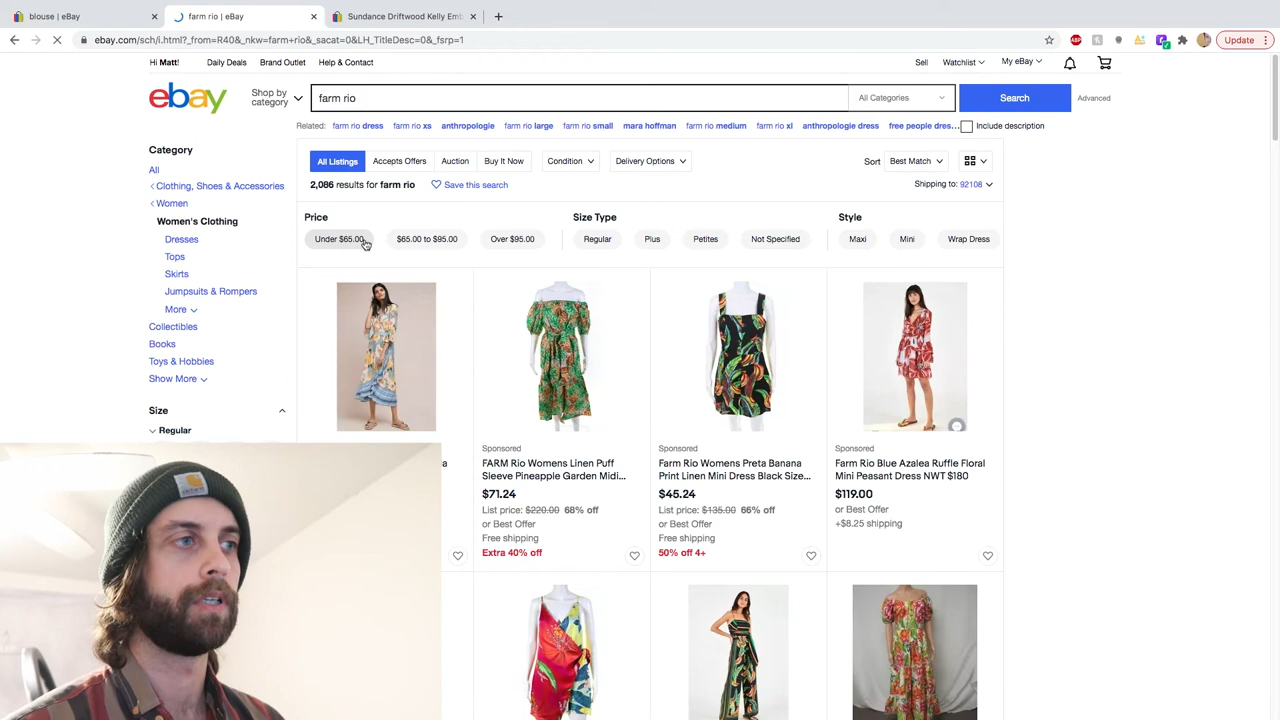 blouse | eBay
farm rio | eBay
Sundance Driftwood Kelly Emb
ebay.com/sch/i.html?_from=R40&_nkw=farm+rio&_sacat=0&LH_TitleDesc=0&_fsrp=1
ABP
Update
Hi Matt!
Daily Deals
Brand Outlet
Help & Contact
Sell
Watchlist
My eBay
ebay
Shop by
category
farm rio
All Categories
Search
Advanced
Related: farm rio dress farm rio xs anthropologie farm rio large farm rio small mara hoffman farm rio medium farm rio xl anthropologie dress free people dres...
Include description
Category
All
Clothing, Shoes & Accessories
Women
Women's Clothing
Dresses
Tops
Skirts
Jumpsuits & Rompers
More
Collectibles
Books
Toys & Hobbies
Show More
Size
Regular
All Listings
Accepts Offers
Auction
Buy It Now
Condition
Delivery Options
Sort
Best Match
2,086 results for farm rio
Save this search
Shipping to: 92108
Price
Under $65.00
$65.00 to $95.00
Over $95.00
Size Type
Regular
Plus
Petites
Not Specified
Style
Maxi
Mini
Wrap Dress
Sponsored
FARM Rio Womens Linen Puff
Sleeve Pineapple Garden Midi...
$71.24
List price: $220.00 68% off
or Best Offer
Free shipping
Extra 40% off
Sponsored
Farm Rio Womens Preta Banana
Print Linen Mini Dress Black Size...
$45.24
List price: $135.00 66% off
or Best Offer
Free shipping
50% off 4+
Sponsored
Farm Rio Blue Azalea Ruffle Floral
Mini Peasant Dress NWT $180
$119.00
or Best Offer
+$8.25 shipping